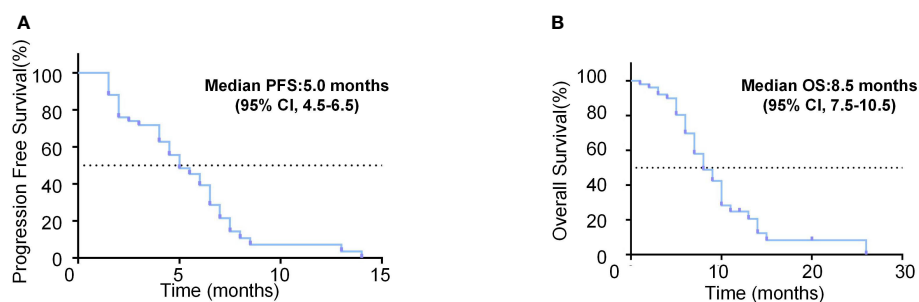 A
Progression Free Survival(%)
100
80
60
40
20
0
Median PFS:5.0 months
(95% CI, 4.5-6.5)
0 5 10 15
Time (months)
B
Overall Survival(%)
100
80
60
40
20
0
Median OS:8.5 months
(95% CI, 7.5-10.5)
10 20 30
Time (months)